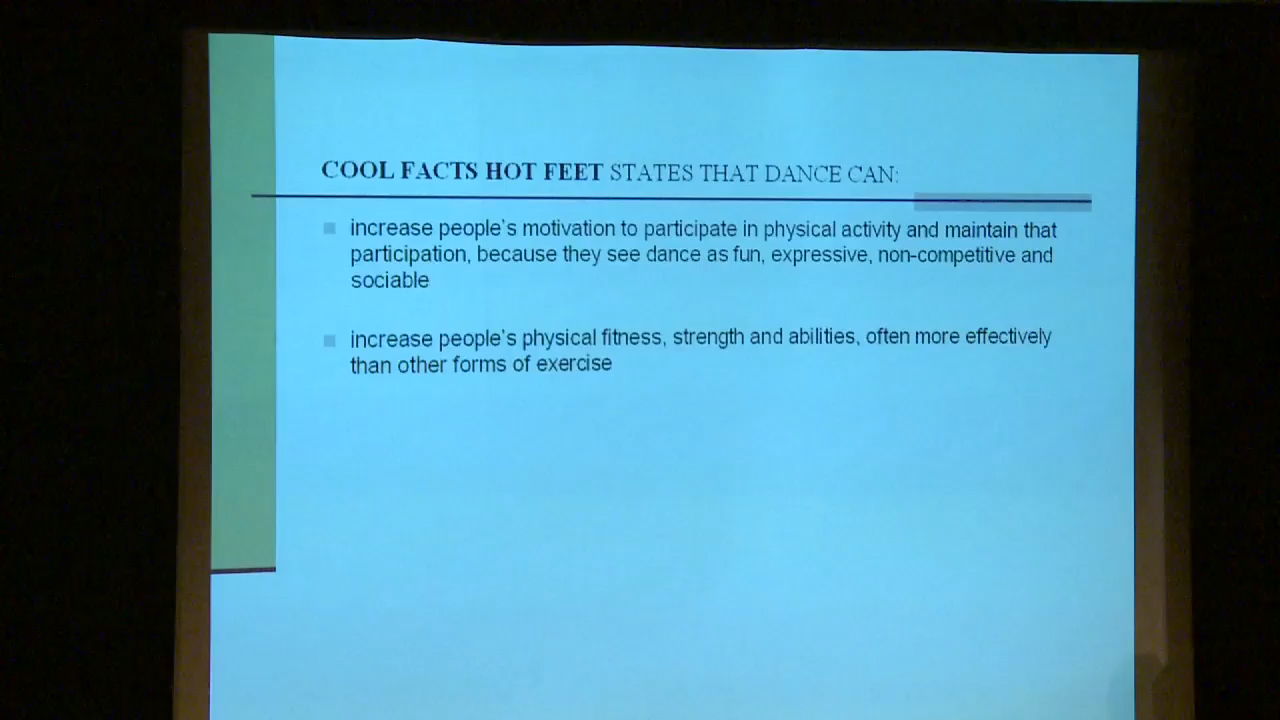 COOL FACTS HOT FEET STATES THAT DANCE CAN:
increase people's motivation to participate in physical activity and maintain that
participation, because they see dance as fun, expressive, non-competitive and
sociable
increase people's physical fitness, strength and abilities, often more effectively
than other forms of exercise